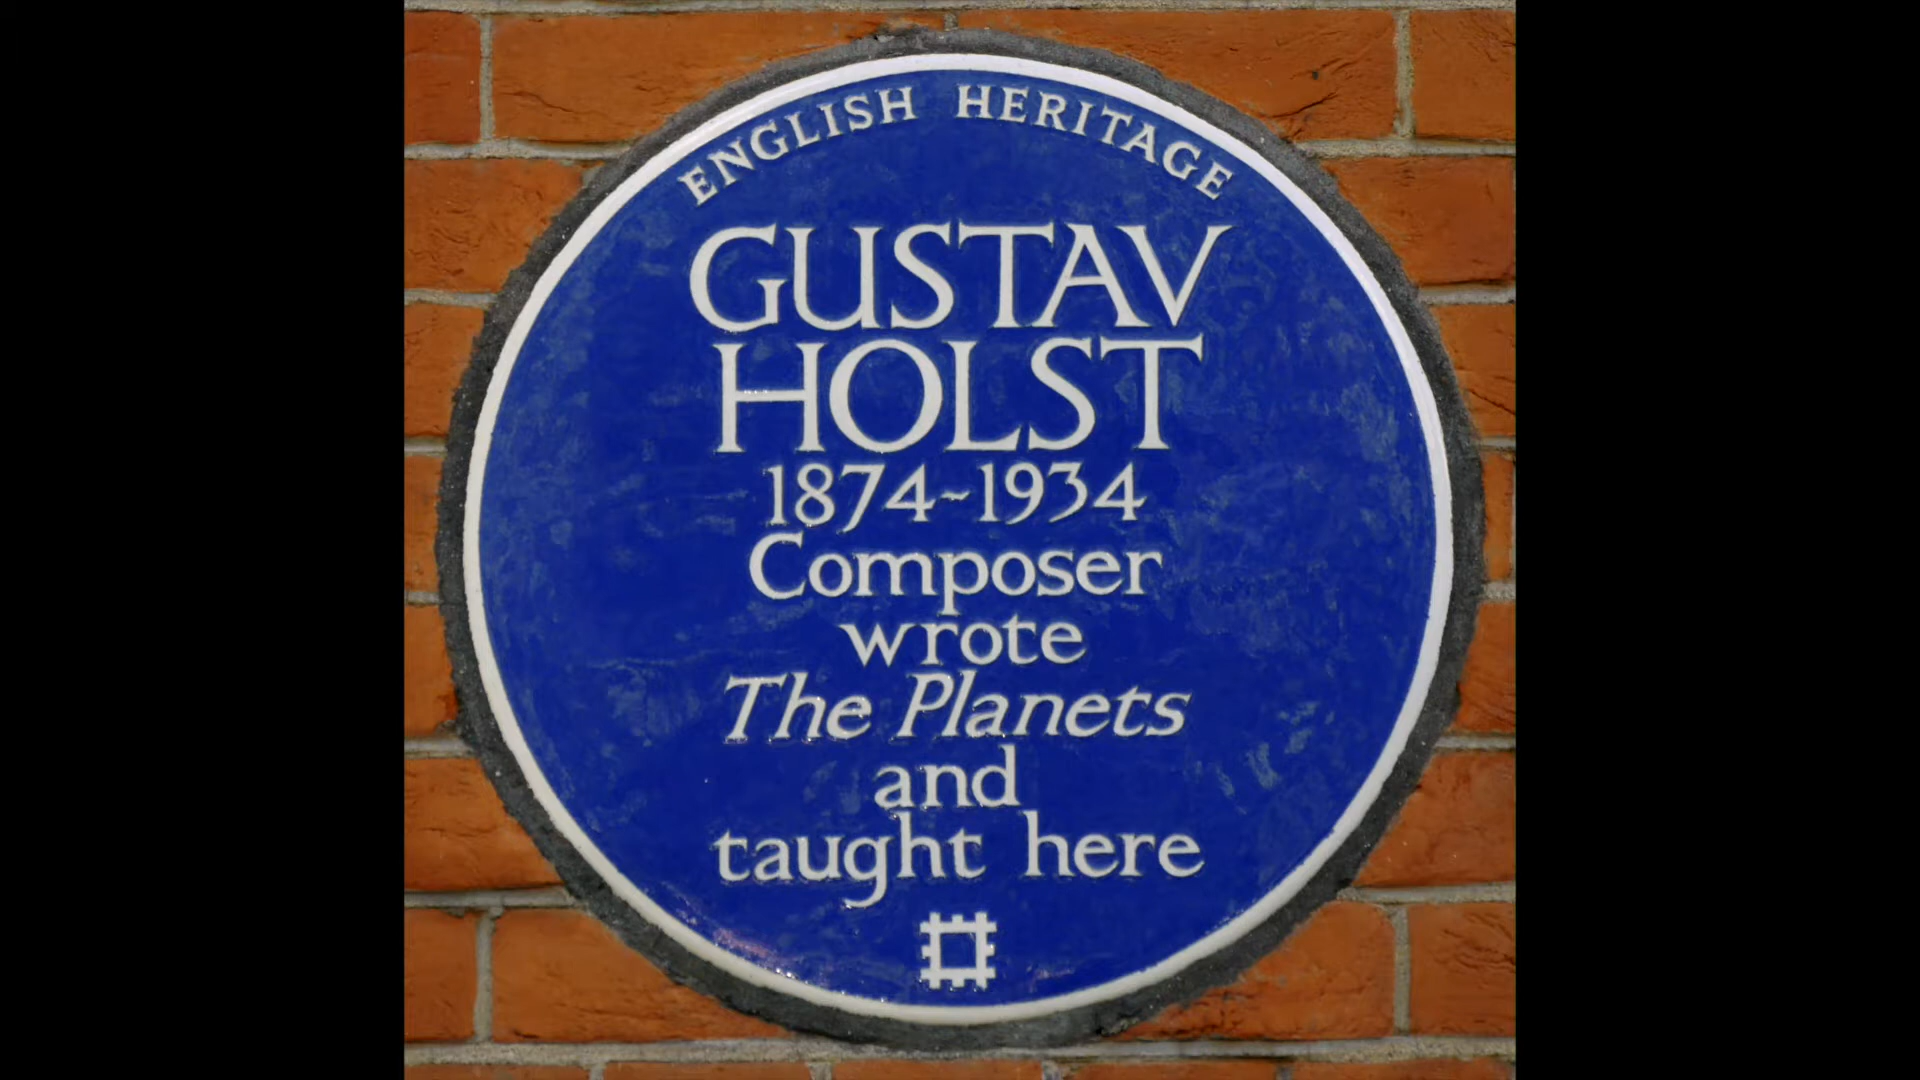 ENGLISH HERITAGE
GUSTAV
HOLST
1874~1934
Composer
wrote
The Planets
and
taught here